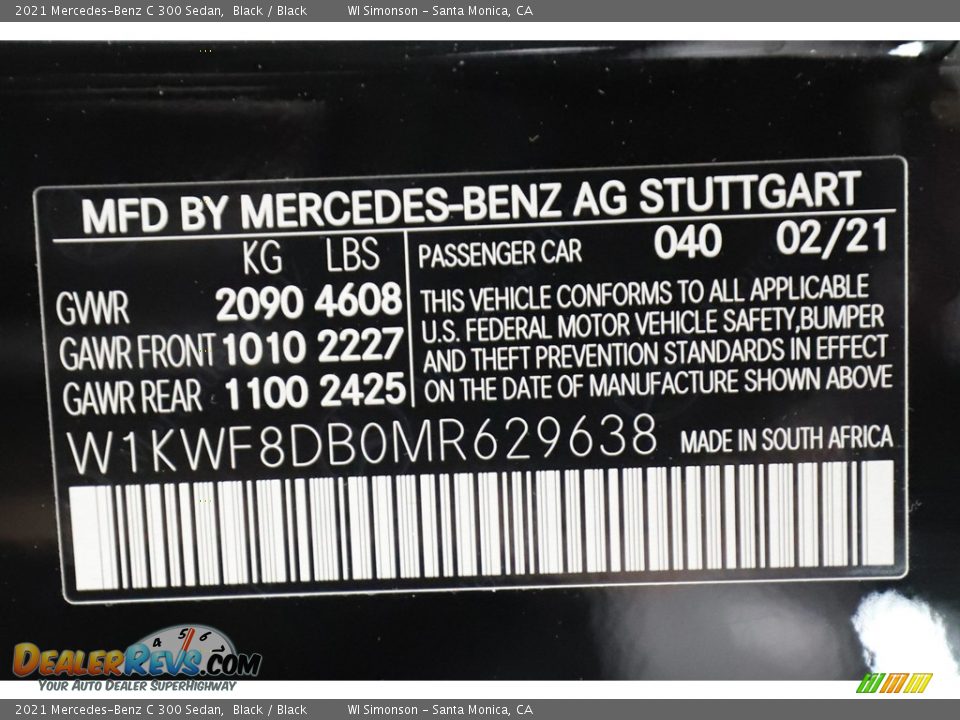 2021 Mercedes-Benz C 300 Sedan, Black / Black WI Simonson - Santa Monica, CA
MFD BY MERCEDES-BENZ AG STUTTGART
KG LBS
GVWR 2090 4608
GAWR FRONT 1010 2227
GAWR REAR 1100 2425
PASSENGER CAR 040 02/21
THIS VEHICLE CONFORMS TO ALL APPLICABLE
U.S. FEDERAL MOTOR VEHICLE SAFETY,BUMPER
AND THEFT PREVENTION STANDARDS IN EFFECT
ON THE DATE OF MANUFACTURE SHOWN ABOVE
W1KWF8DB0MR629638 MADE IN SOUTH AFRICA
4 5 6
DEALERREVS.COM
YOUR AUTO DEALER SUPERHIGHWAY
2021 Mercedes-Benz C 300 Sedan, Black / Black WI Simonson - Santa Monica, CA